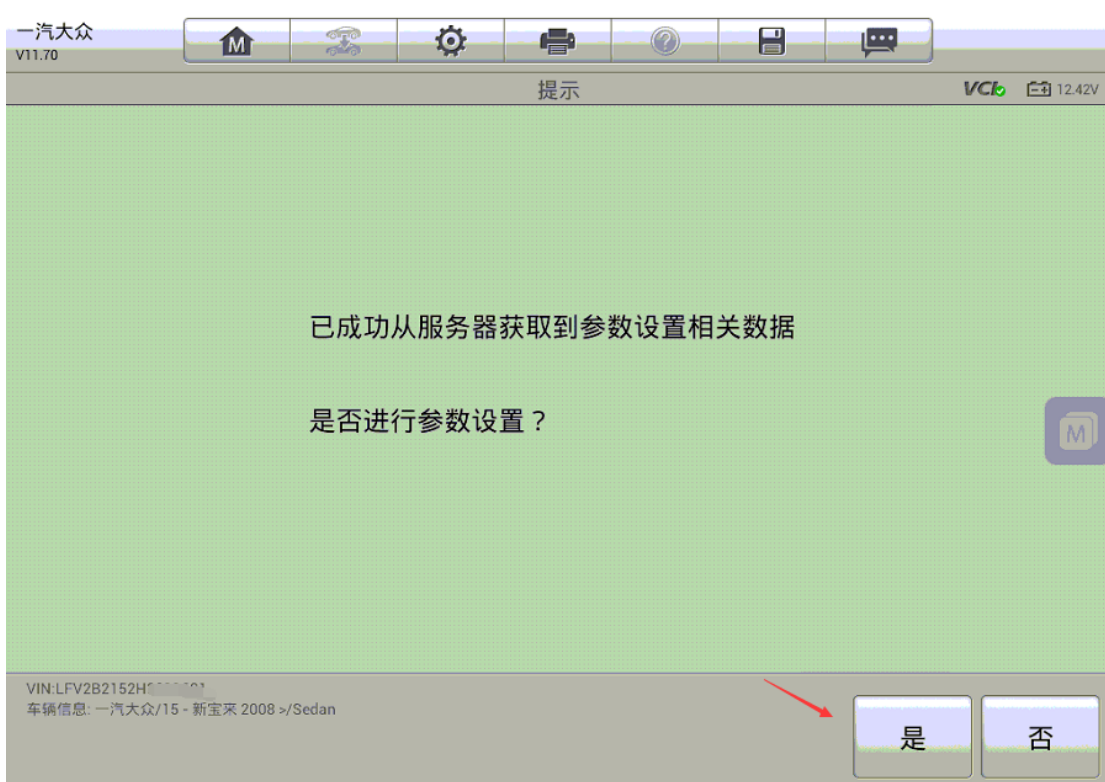 一汽大众
V11.70
M
提示
VCI
12.42V
已成功从服务器获取到参数设置相关数据
是否进行参数设置？
M
VIN:LFV2B2152H
车辆信息: 一汽大众/15 - 新宝来 2008 >/Sedan
是
否